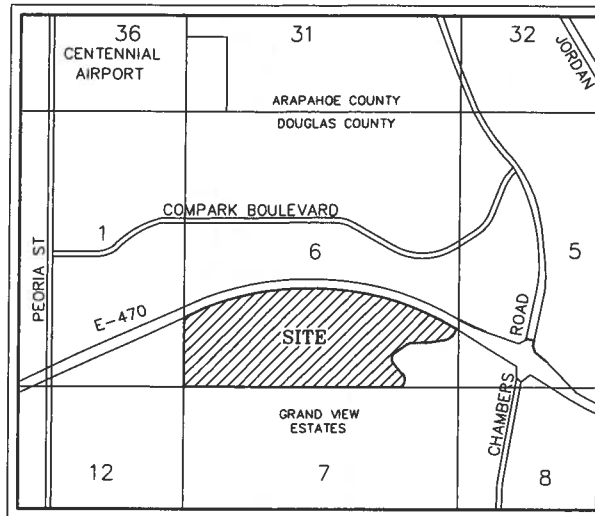 36
31
32
CENTENNIAL
AIRPORT
JORDAN
ARAPAHOE COUNTY
DOUGLAS COUNTY
COMPARK BOULEVARD
1
6
5
PEORIA ST
E-470
SITE
ROAD
CHAMBERS
GRAND VIEW
ESTATES
12
7
8